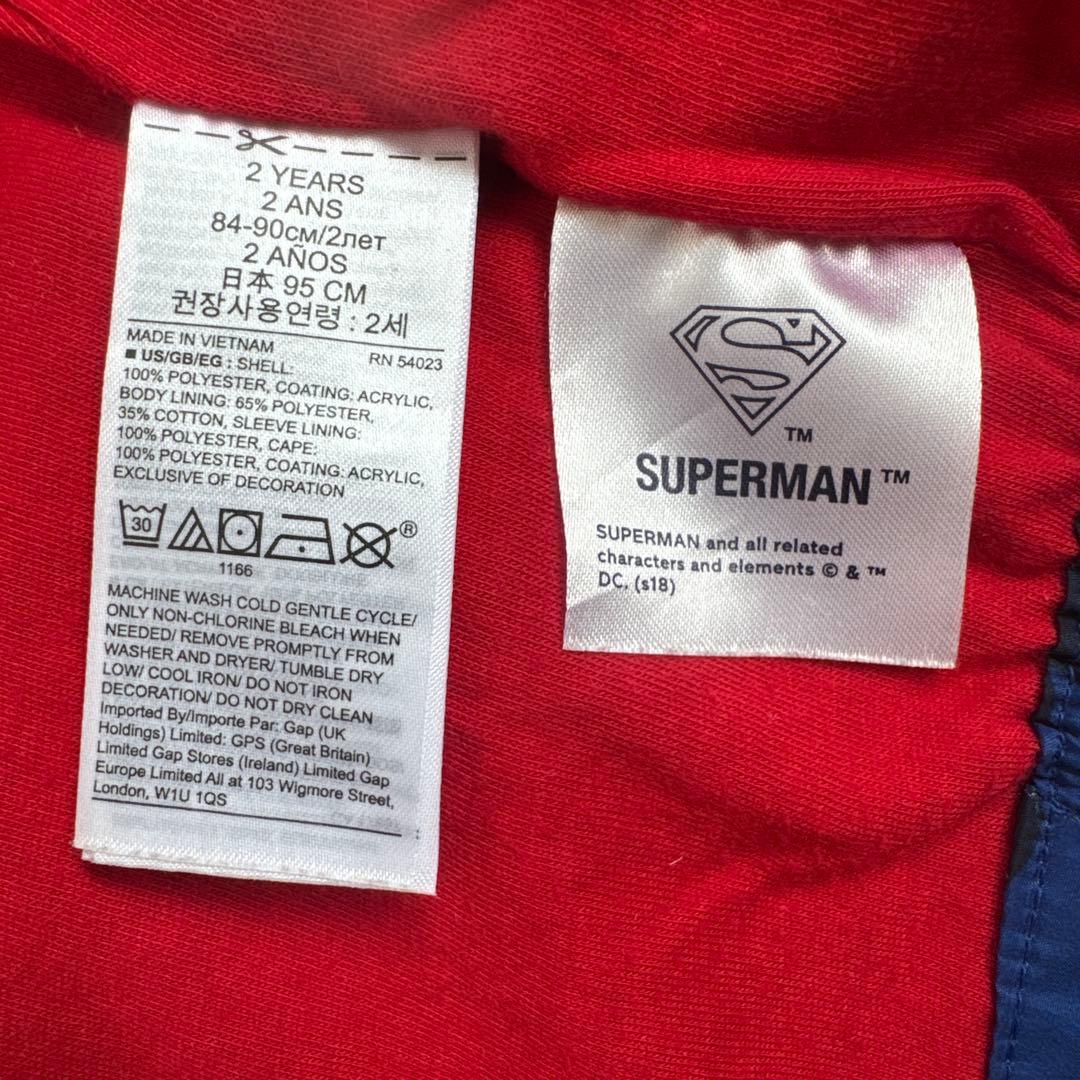 2 YEARS
2 ANS
84-90см/2лет
2 AÑOS
日本 95 CM
권장사용연령 : 2세
MADE IN VIETNAM
RN 54023
■ US/GB/EG : SHELL:
100% POLYESTER, COATING: ACRYLIC,
BODY LINING: 65% POLYESTER,
35% COTTON, SLEEVE LINING:
100% POLYESTER, CAPE:
100% POLYESTER, COATING: ACRYLIC,
EXCLUSIVE OF DECORATION
30
®
1166
MACHINE WASH COLD GENTLE CYCLE/
ONLY NON-CHLORINE BLEACH WHEN
NEEDED/ REMOVE PROMPTLY FROM
WASHER AND DRYER/ TUMBLE DRY
LOW/ COOL IRON/ DO NOT IRON
DECORATION/ DO NOT DRY CLEAN
Imported By/Importe Par: Gap (UK
Holdings) Limited: GPS (Great Britain)
Limited Gap Stores (Ireland) Limited Gap
Europe Limited All at 103 Wigmore Street,
London, W1U 1QS
S
TM
SUPERMAN™
SUPERMAN and all related
characters and elements © & ™
DC. (s18)